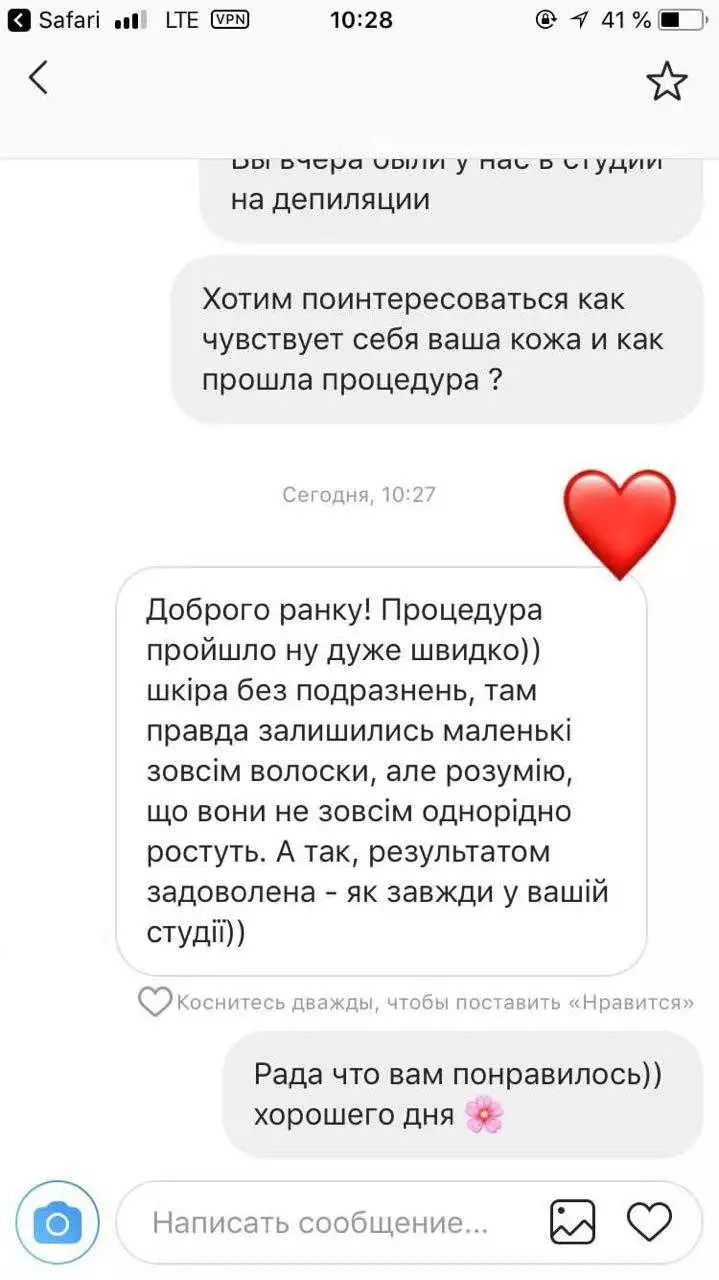 Safari LTE VPN 10:28 41 %
Вы вчера были у нас в студии
на депиляции
Хотим поинтересоваться как
чувствует себя ваша кожа и как
прошла процедура ?
Сегодня, 10:27
Доброго ранку! Процедура
пройшло ну дуже швидко))
шкіра без подразнень, там
правда залишились маленькі
зовсім волоски, але розумію,
що вони не зовсім однорідно
ростуть. А так, результатом
задоволена - як завжди у вашій
студії))
Коснитесь дважды, чтобы поставить «Нравится»
Рада что вам понравилось))
хорошего дня 🌸
Написать сообщение...